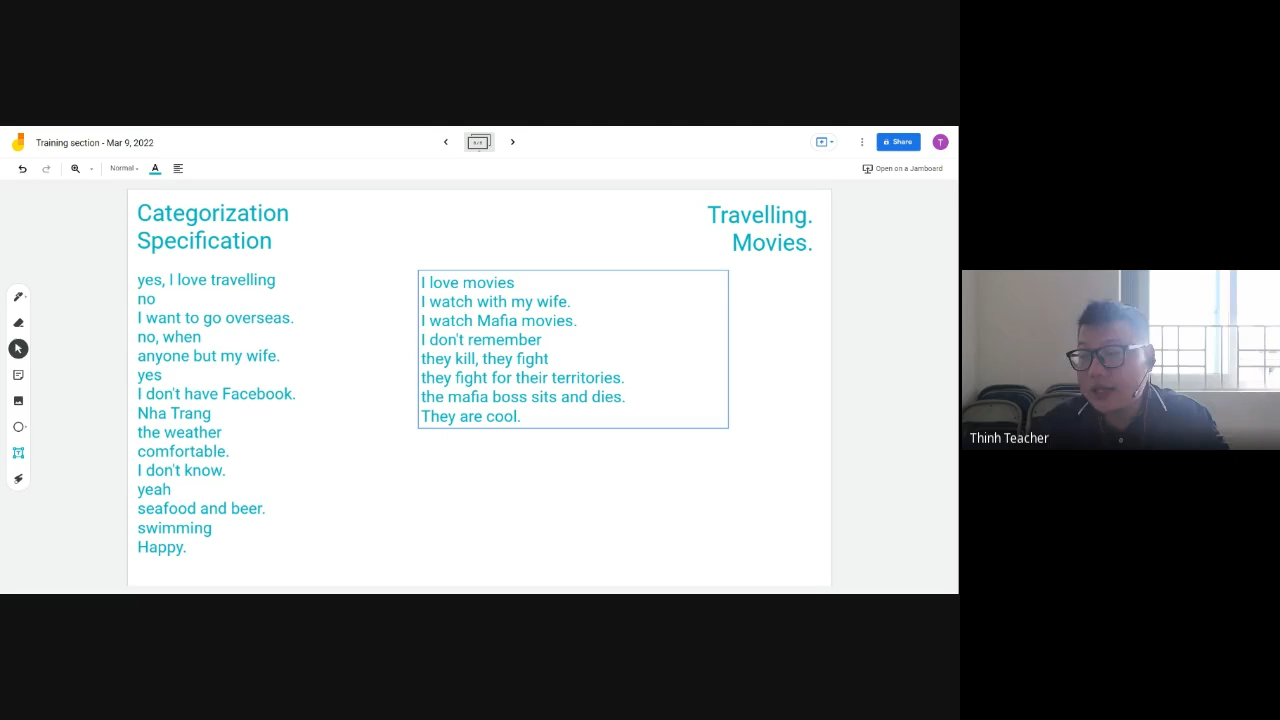 Training section - Mar 9, 2022
Share
T
Normal
A
Open on a Jamboard
Categorization
Specification
Travelling.
Movies.
yes, I love travelling
no
I want to go overseas.
no, when
anyone but my wife.
yes
I don't have Facebook.
Nha Trang
the weather
comfortable.
I don't know.
yeah
seafood and beer.
swimming
Happy.
I love movies
I watch with my wife.
I watch Mafia movies.
I don't remember
they kill, they fight
they fight for their territories.
the mafia boss sits and dies.
They are cool.
Thinh Teacher